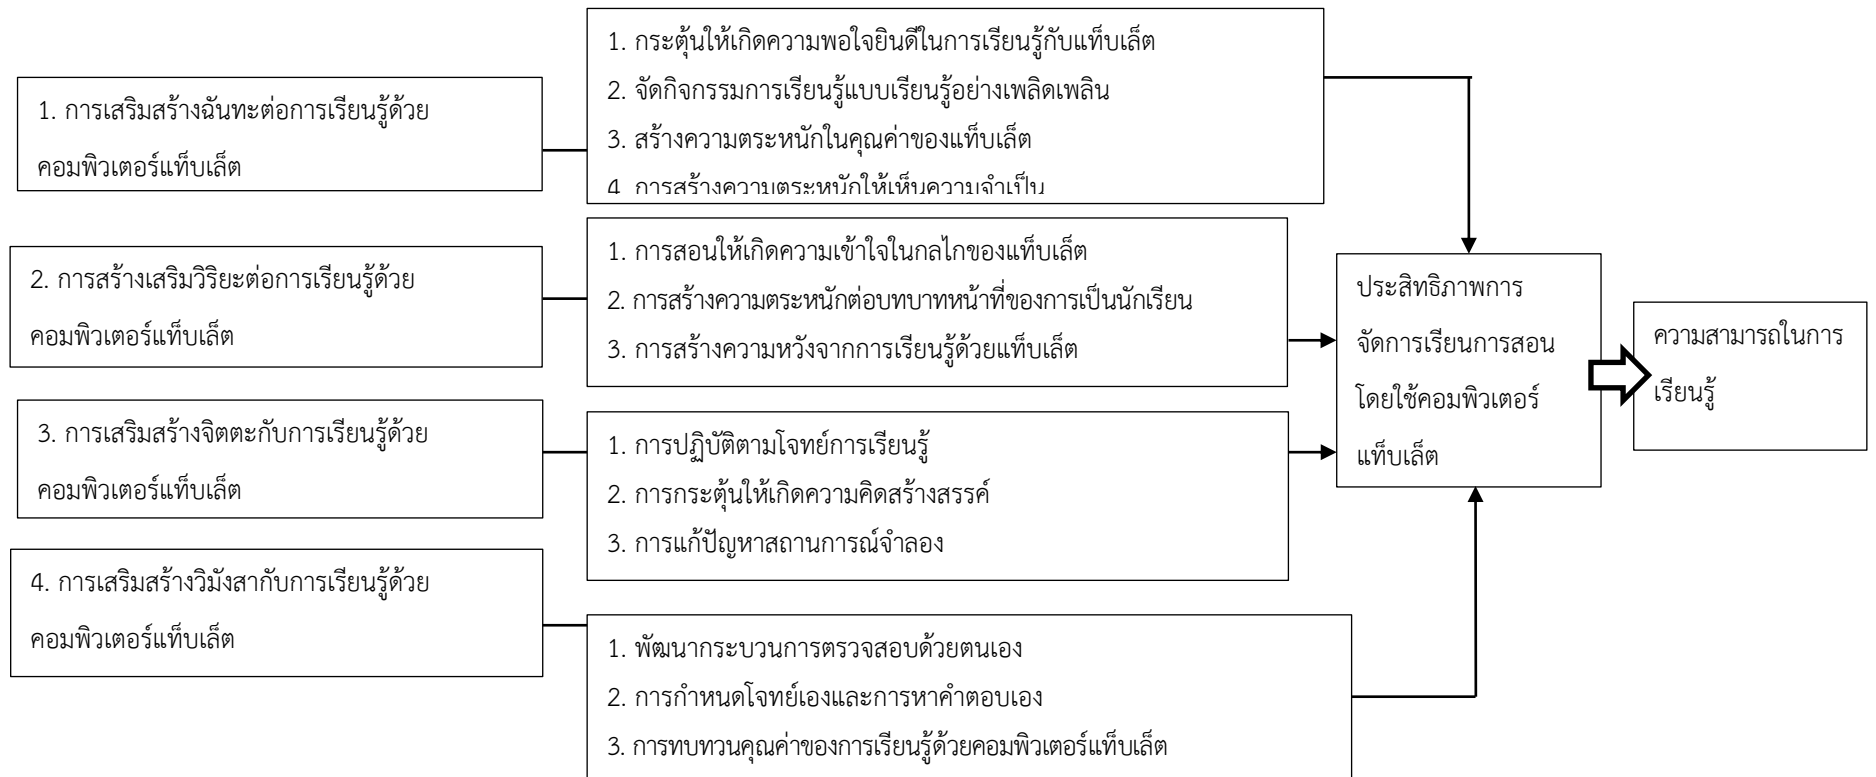 1. การเสริมสร้างฉันทะต่อการเรียนรู้ด้วย
คอมพิวเตอร์แท็บเล็ต
1. กระตุ้นให้เกิดความพอใจยินดีในการเรียนรู้กับแท็บเล็ต
2. จัดกิจกรรมการเรียนรู้แบบเรียนรู้อย่างเพลิดเพลิน
3. สร้างความตระหนักในคุณค่าของแท็บเล็ต
4. การสร้างความตระหนักให้เห็นความจำเป็น
2. การสร้างเสริมวิริยะต่อการเรียนรู้ด้วย
คอมพิวเตอร์แท็บเล็ต
1. การสอนให้เกิดความเข้าใจในกลไกของแท็บเล็ต
2. การสร้างความตระหนักต่อบทบาทหน้าที่ของการเป็นนักเรียน
3. การสร้างความหวังจากการเรียนรู้ด้วยแท็บเล็ต
3. การเสริมสร้างจิตตะกับการเรียนรู้ด้วย
คอมพิวเตอร์แท็บเล็ต
1. การปฏิบัติตามโจทย์การเรียนรู้
2. การกระตุ้นให้เกิดความคิดสร้างสรรค์
3. การแก้ปัญหาสถานการณ์จำลอง
4. การเสริมสร้างวิมังสากับการเรียนรู้ด้วย
คอมพิวเตอร์แท็บเล็ต
1. พัฒนากระบวนการตรวจสอบด้วยตนเอง
2. การกำหนดโจทย์เองและการหาคำตอบเอง
3. การทบทวนคุณค่าของการเรียนรู้ด้วยคอมพิวเตอร์แท็บเล็ต
ประสิทธิภาพการ
จัดการเรียนการสอน
โดยใช้คอมพิวเตอร์
แท็บเล็ต
ความสามารถในการ
เรียนรู้